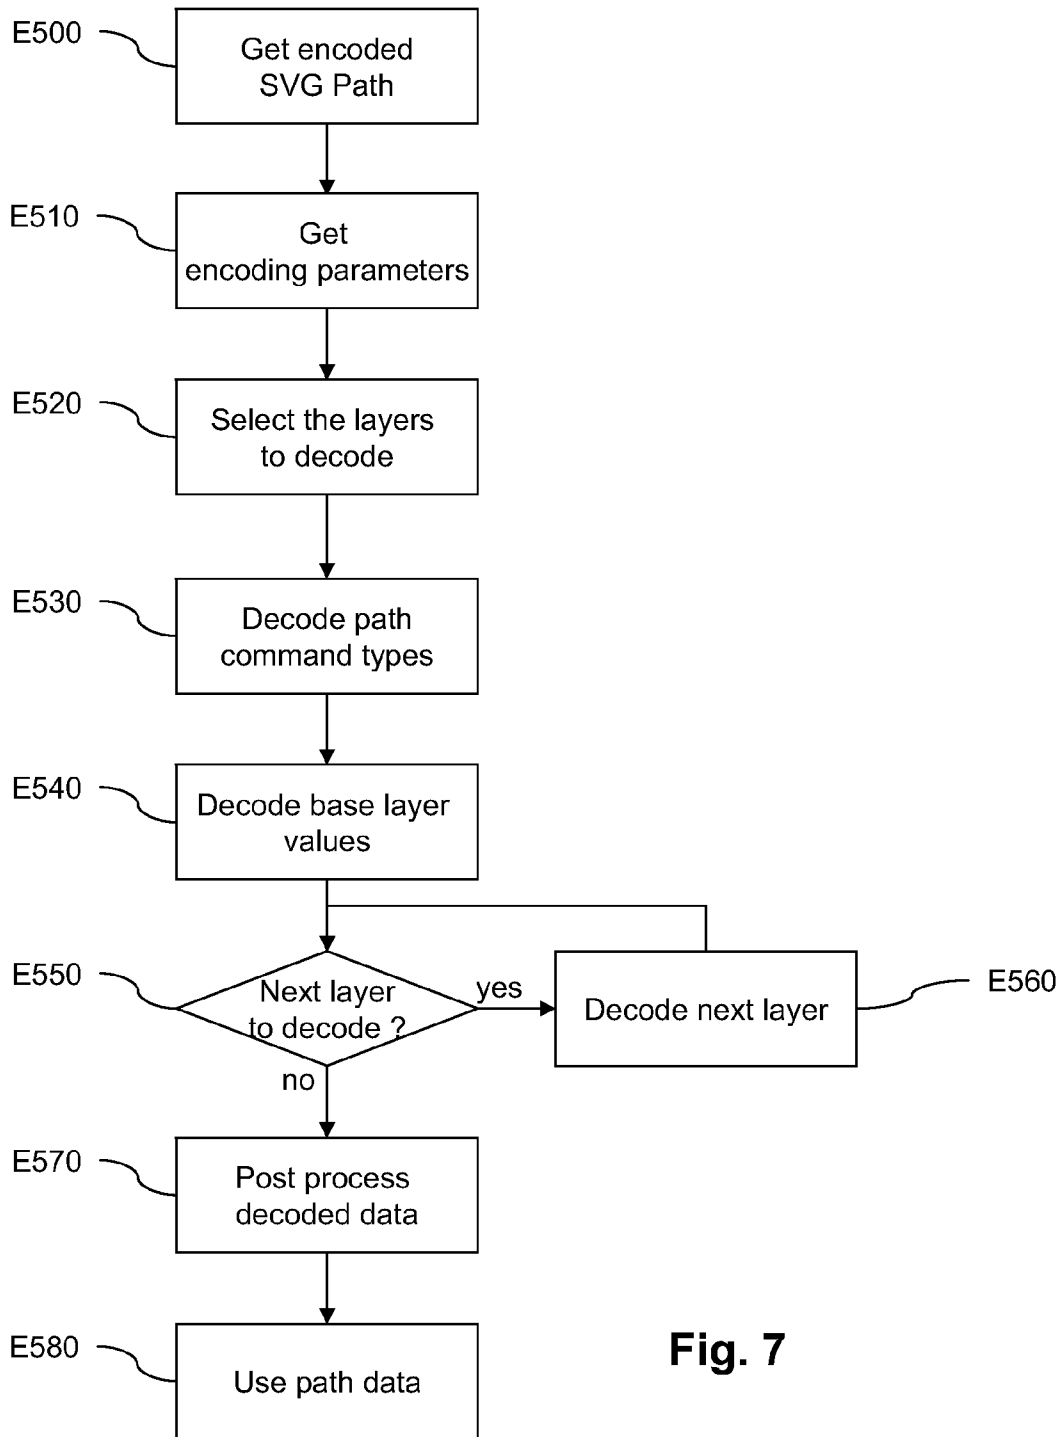 E500
Get encoded
SVG Path
E510
Get
encoding parameters
E520
Select the layers
to decode
E530
Decode path
command types
E540
Decode base layer
values
E550
Next layer
to decode ?
yes
Decode next layer
E560
no
E570
Post process
decoded data
E580
Use path data
Fig. 7